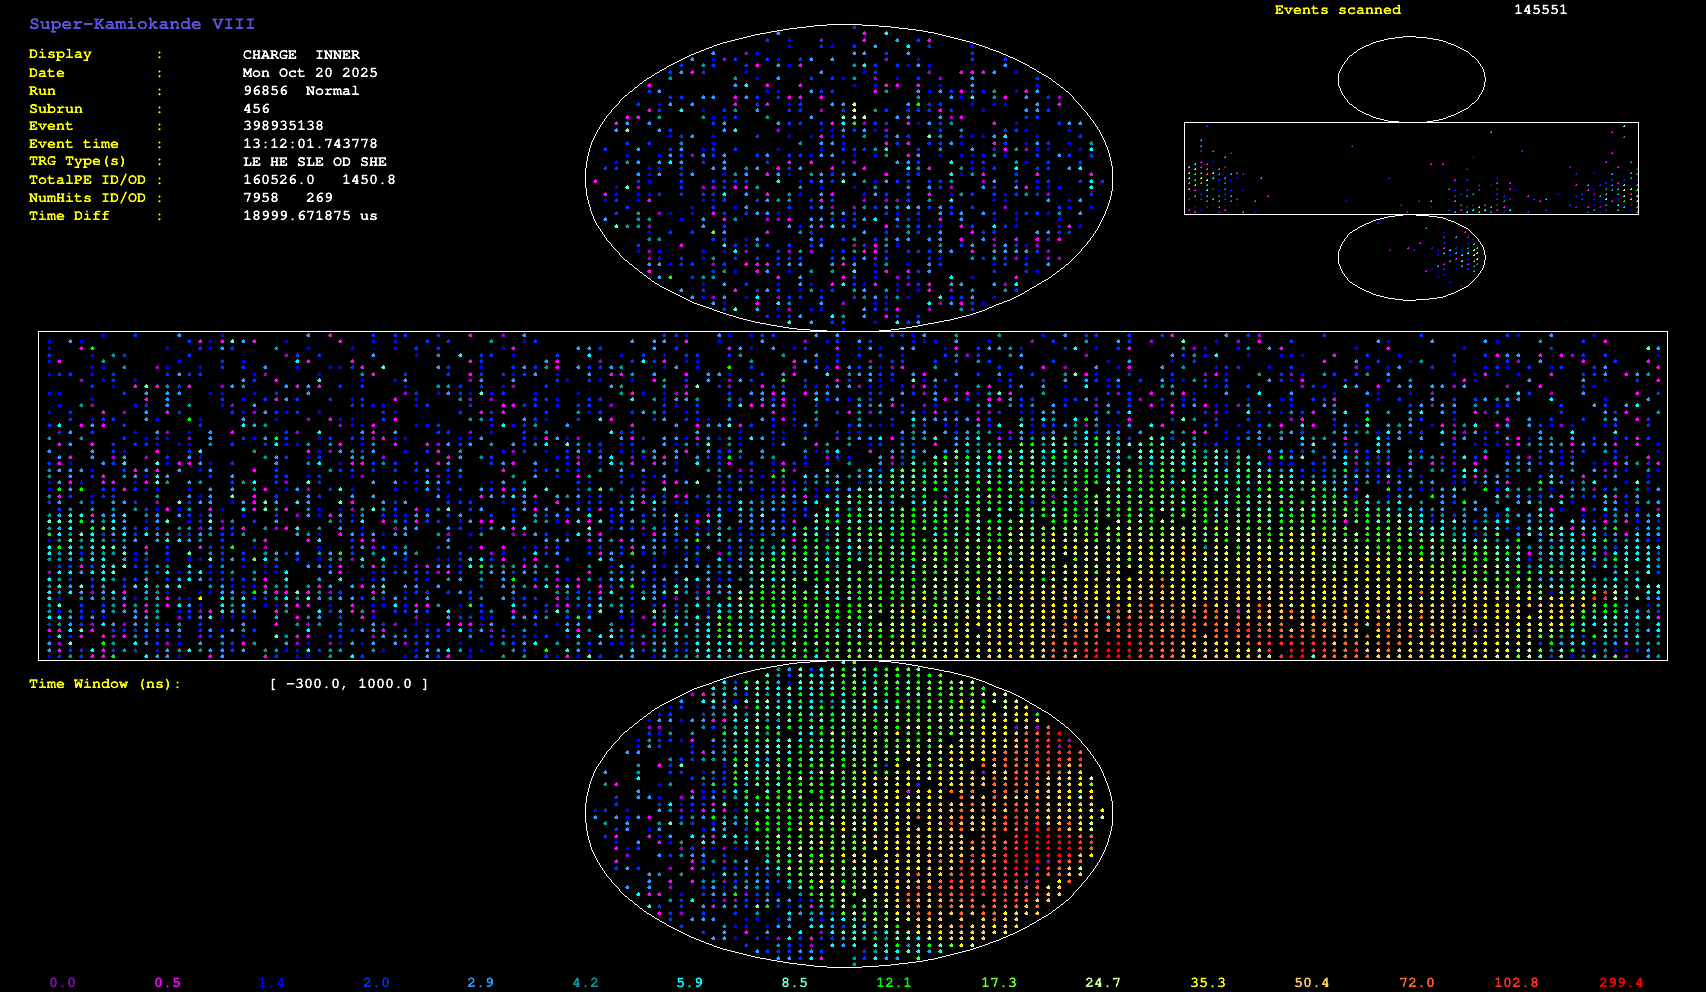 Super-Kamiokande VIII
Events scanned 145551
Display : CHARGE INNER
Date : Mon Oct 20 2025
Run : 96856 Normal
Subrun : 456
Event : 398935138
Event time : 13:12:01.743778
TRG Type(s) : LE HE SLE OD SHE
TotalPE ID/OD : 160526.0 1450.8
NumHits ID/OD : 7958 269
Time Diff : 18999.671875 us
Time Window (ns): [ -300.0, 1000.0 ]
0.0 0.5 1.4 2.0 2.9 4.2 5.9 8.5 12.1 17.3 24.7 35.3 50.4 72.0 102.8 299.4